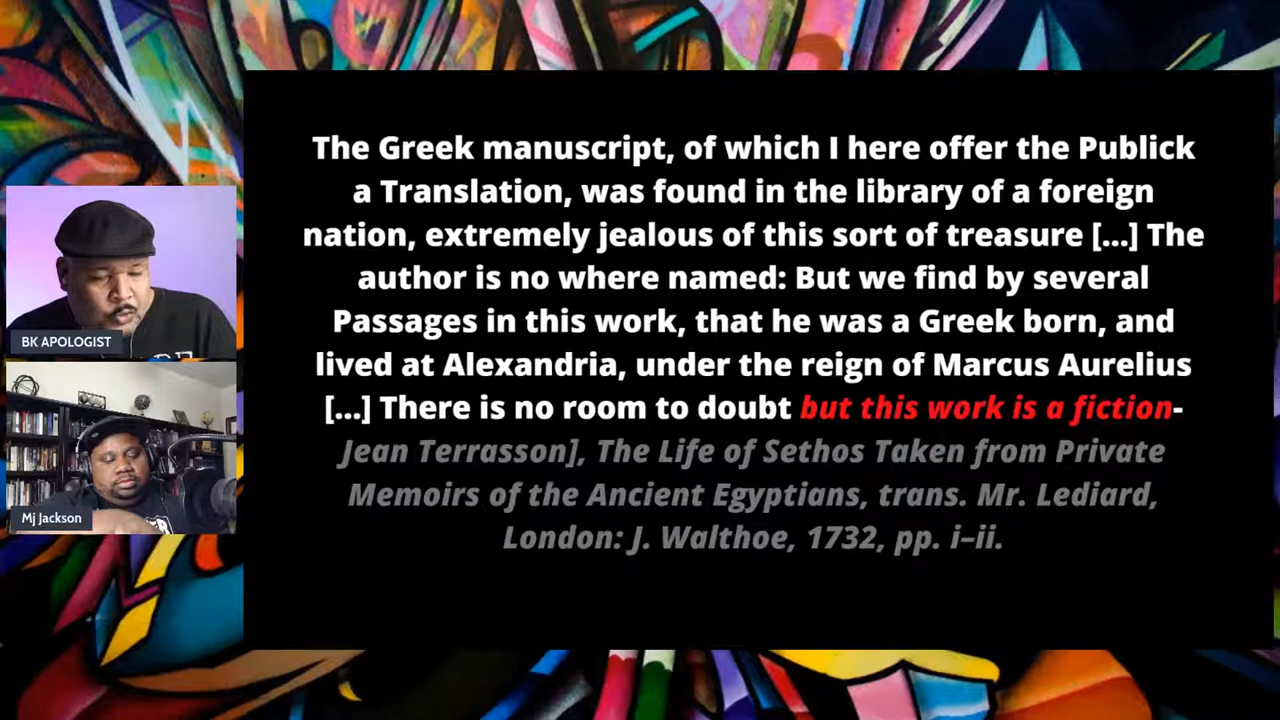 The Greek manuscript, of which I here offer the Publick
a Translation, was found in the library of a foreign
nation, extremely jealous of this sort of treasure [...] The
author is no where named: But we find by several
Passages in this work, that he was a Greek born, and
lived at Alexandria, under the reign of Marcus Aurelius
[...] There is no room to doubt but this work is a fiction-
Jean Terrasson], The Life of Sethos Taken from Private
Memoirs of the Ancient Egyptians, trans. Mr. Lediard,
London: J. Walthoe, 1732, pp. i–ii.
BK APOLOGIST
Mj Jackson